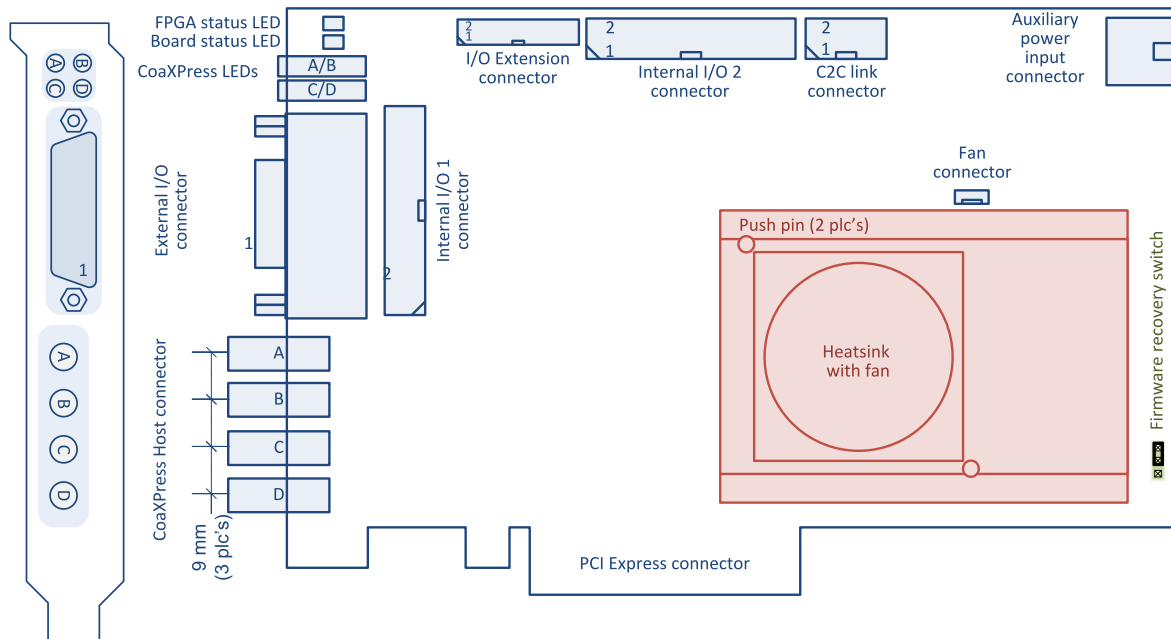 FPGA status LED
Board status LED
CoaXPress LEDs
A/B
C/D
2
1
I/O Extension
connector
2
1
Internal I/O 2
connector
2
1
C2C link
connector
Auxiliary
power
input
connector
A
B
C
D
1
A
B
C
D
External I/O
connector
1
Internal I/O 1
connector
2
Fan
connector
Push pin (2 plc's)
Heatsink
with fan
Firmware recovery switch
CoaXPress Host connector
A
B
C
D
9 mm
(3 plc's)
PCI Express connector